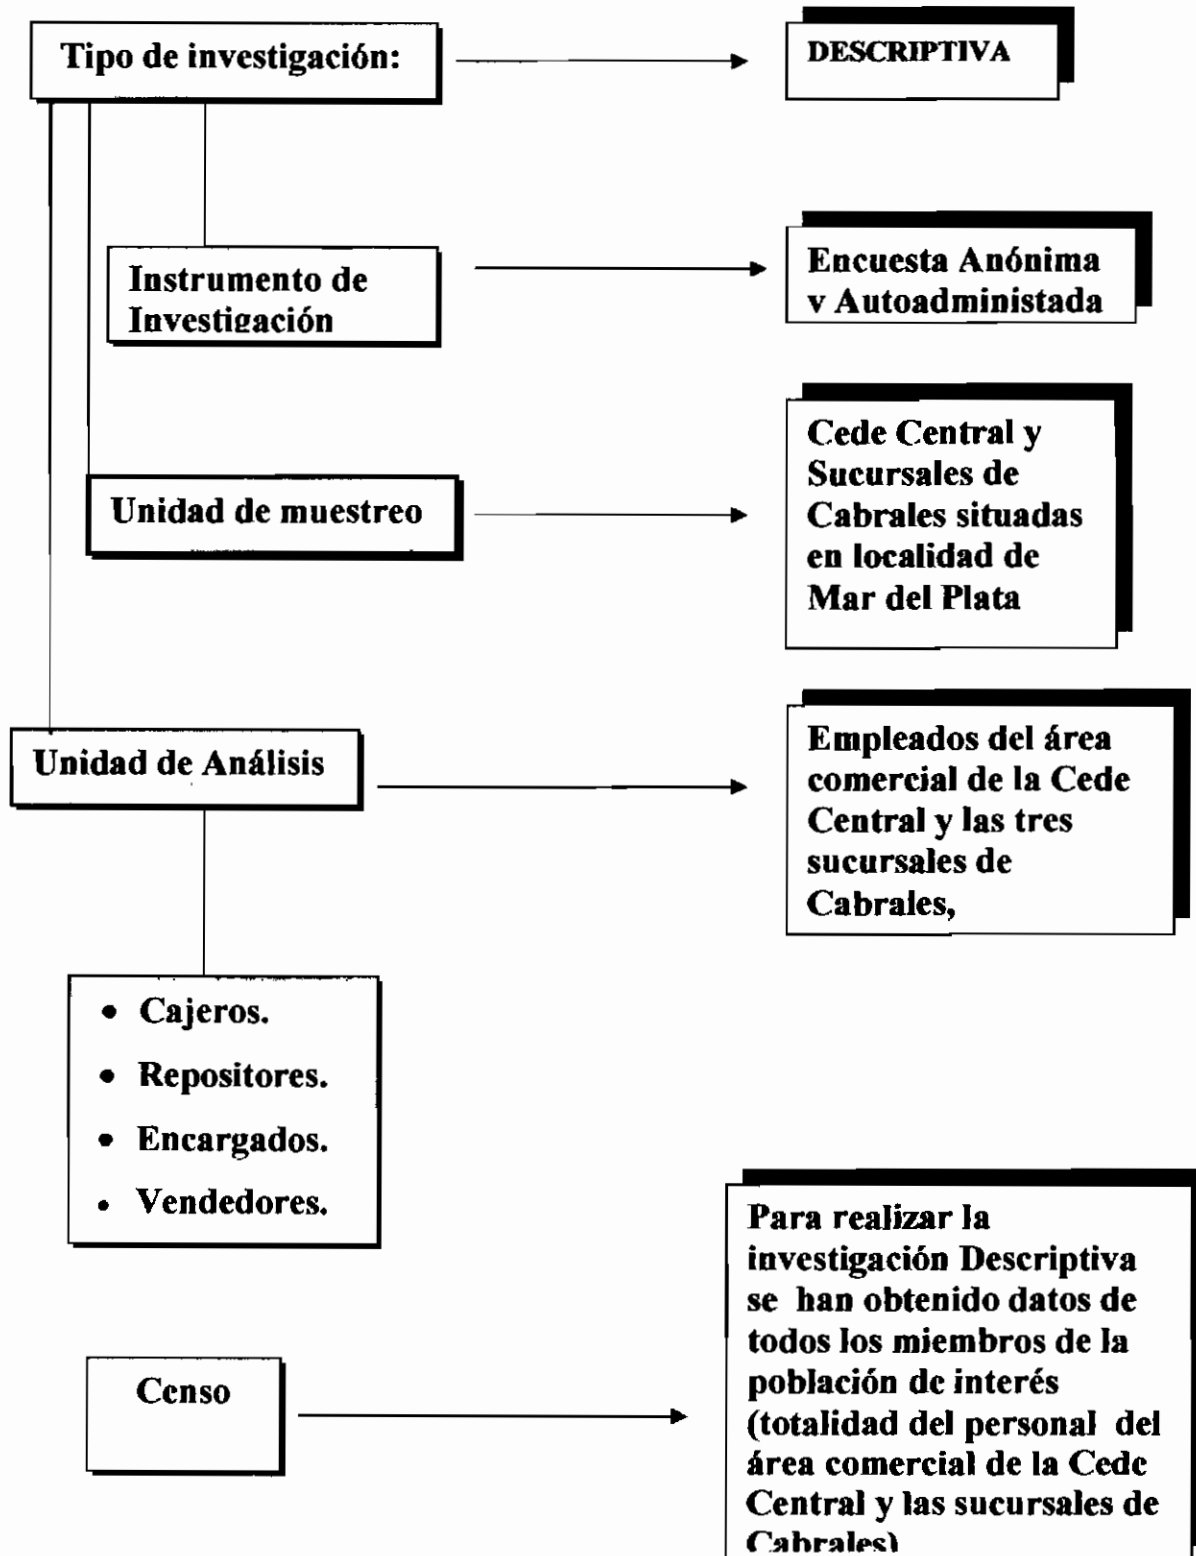 Tipo de investigación:
DESCRIPTIVA
Instrumento de
Investigación
Encuesta Anónima
y Autoadministada
Unidad de muestreo
Cede Central y
Sucursales de
Cabrales situadas
en localidad de
Mar del Plata
Unidad de Análisis
Empleados del área
comercial de la Cede
Central y las tres
sucursales de
Cabrales,
• Cajeros.
• Repositores.
• Encargados.
• Vendedores.
Censo
Para realizar la
investigación Descriptiva
se han obtenido datos de
todos los miembros de la
población de interés
(totalidad del personal del
área comercial de la Cede
Central y las sucursales de
Cabrales)